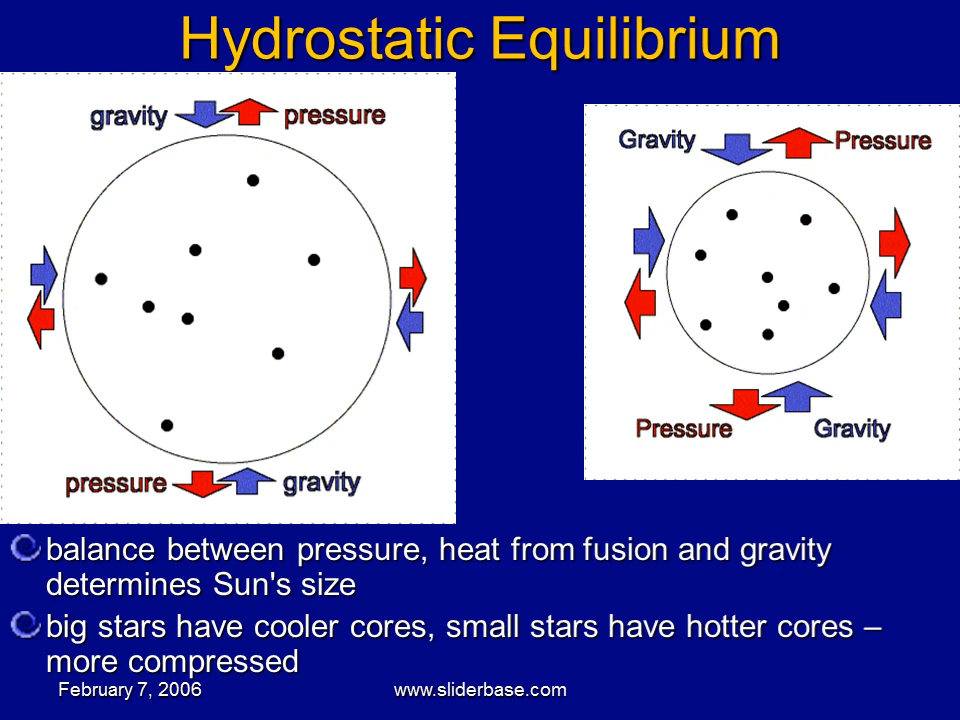 Hydrostatic Equilibrium
gravity pressure
pressure gravity
Gravity Pressure
Pressure Gravity
balance between pressure, heat from fusion and gravity
determines Sun's size
big stars have cooler cores, small stars have hotter cores –
more compressed
February 7, 2006
www.sliderbase.com